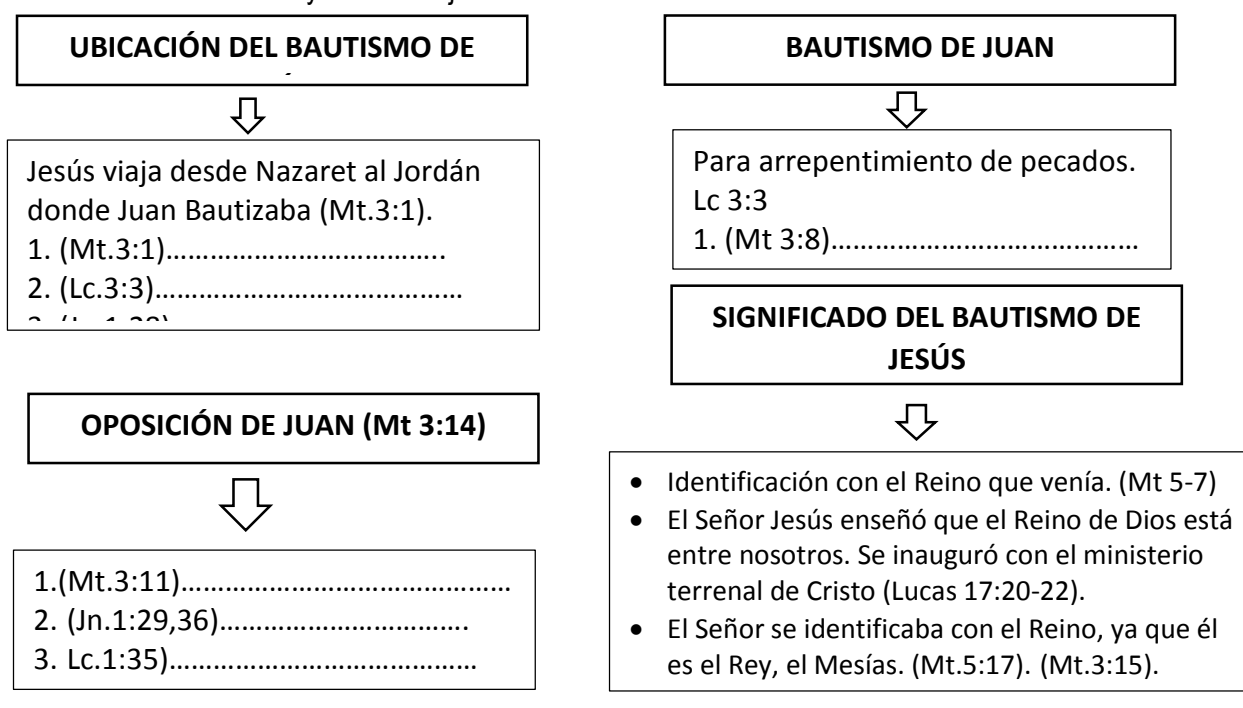 UBICACIÓN DEL BAUTISMO DE
Jesús viaja desde Nazaret al Jordán
donde Juan Bautizaba (Mt.3:1).
1. (Mt.3:1)………………………………..
2. (Lc.3:3)……………………………………
OPOSICIÓN DE JUAN (Mt 3:14)
1.(Mt.3:11)………………………………………
2. (Jn.1:29,36)…………………………….
3. Lc.1:35)……………………………………
BAUTISMO DE JUAN
Para arrepentimiento de pecados.
Lc 3:3
1. (Mt 3:8)……………………………………
SIGNIFICADO DEL BAUTISMO DE
JESÚS
• Identificación con el Reino que venía. (Mt 5-7)
• El Señor Jesús enseñó que el Reino de Dios está
entre nosotros. Se inauguró con el ministerio
terrenal de Cristo (Lucas 17:20-22).
• El Señor se identificaba con el Reino, ya que él
es el Rey, el Mesías. (Mt.5:17). (Mt.3:15).